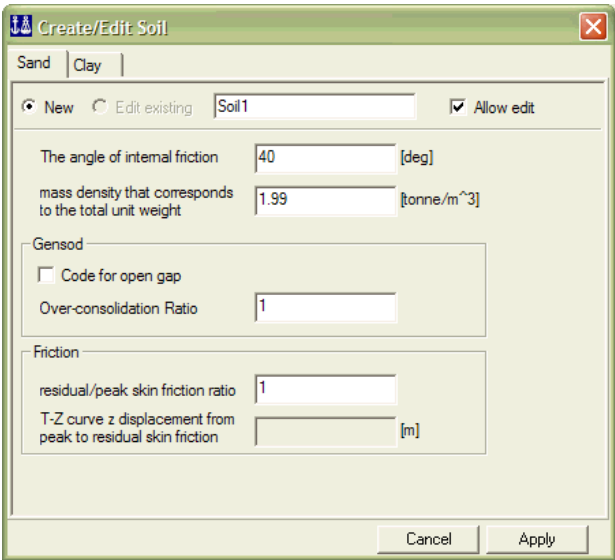 Create/Edit Soil
Sand Clay
New Edit existing Soil1 Allow edit
The angle of internal friction 40 [deg]
mass density that corresponds
to the total unit weight 1.99 [tonne/m^3]
Gensod
Code for open gap
Over-consolidation Ratio 1
Friction
residual/peak skin friction ratio 1
T-Z curve z displacement from
peak to residual skin friction [m]
Cancel Apply